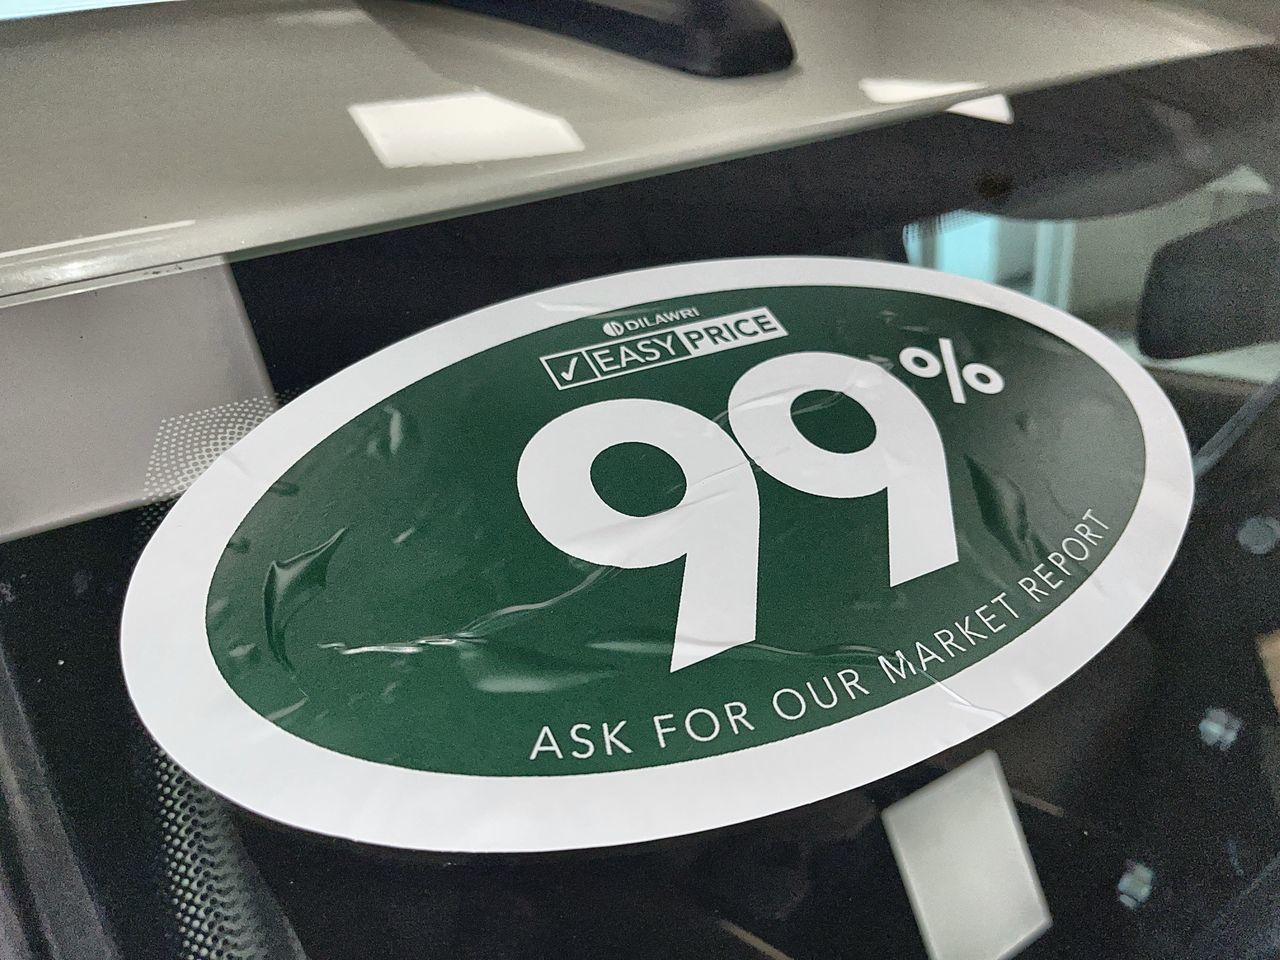 DILAWRI
✓ EASY PRICE
99%
ASK FOR OUR MARKET REPORT